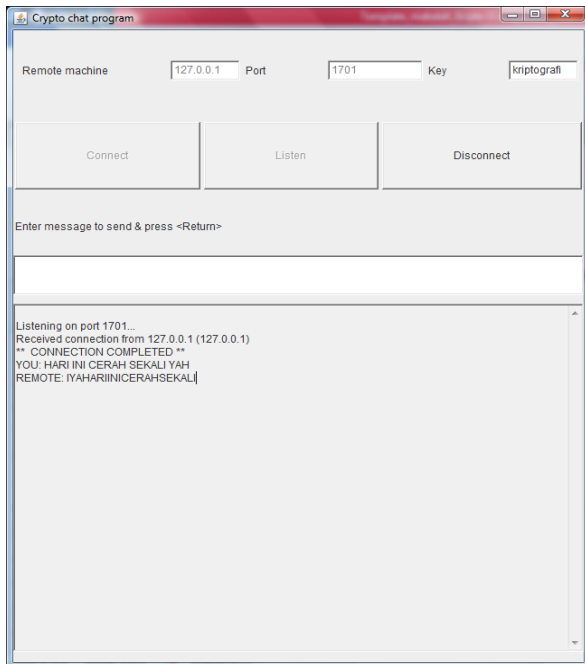 Crypto chat program
Remote machine 127.0.0.1 Port 1701 Key kriptografi
Connect Listen Disconnect
Enter message to send & press <Return>
Listening on port 1701...
Received connection from 127.0.0.1 (127.0.0.1)
** CONNECTION COMPLETED **
YOU: HARI INI CERAH SEKALI YAH
REMOTE: IYAHARIINICERAHSEKALI